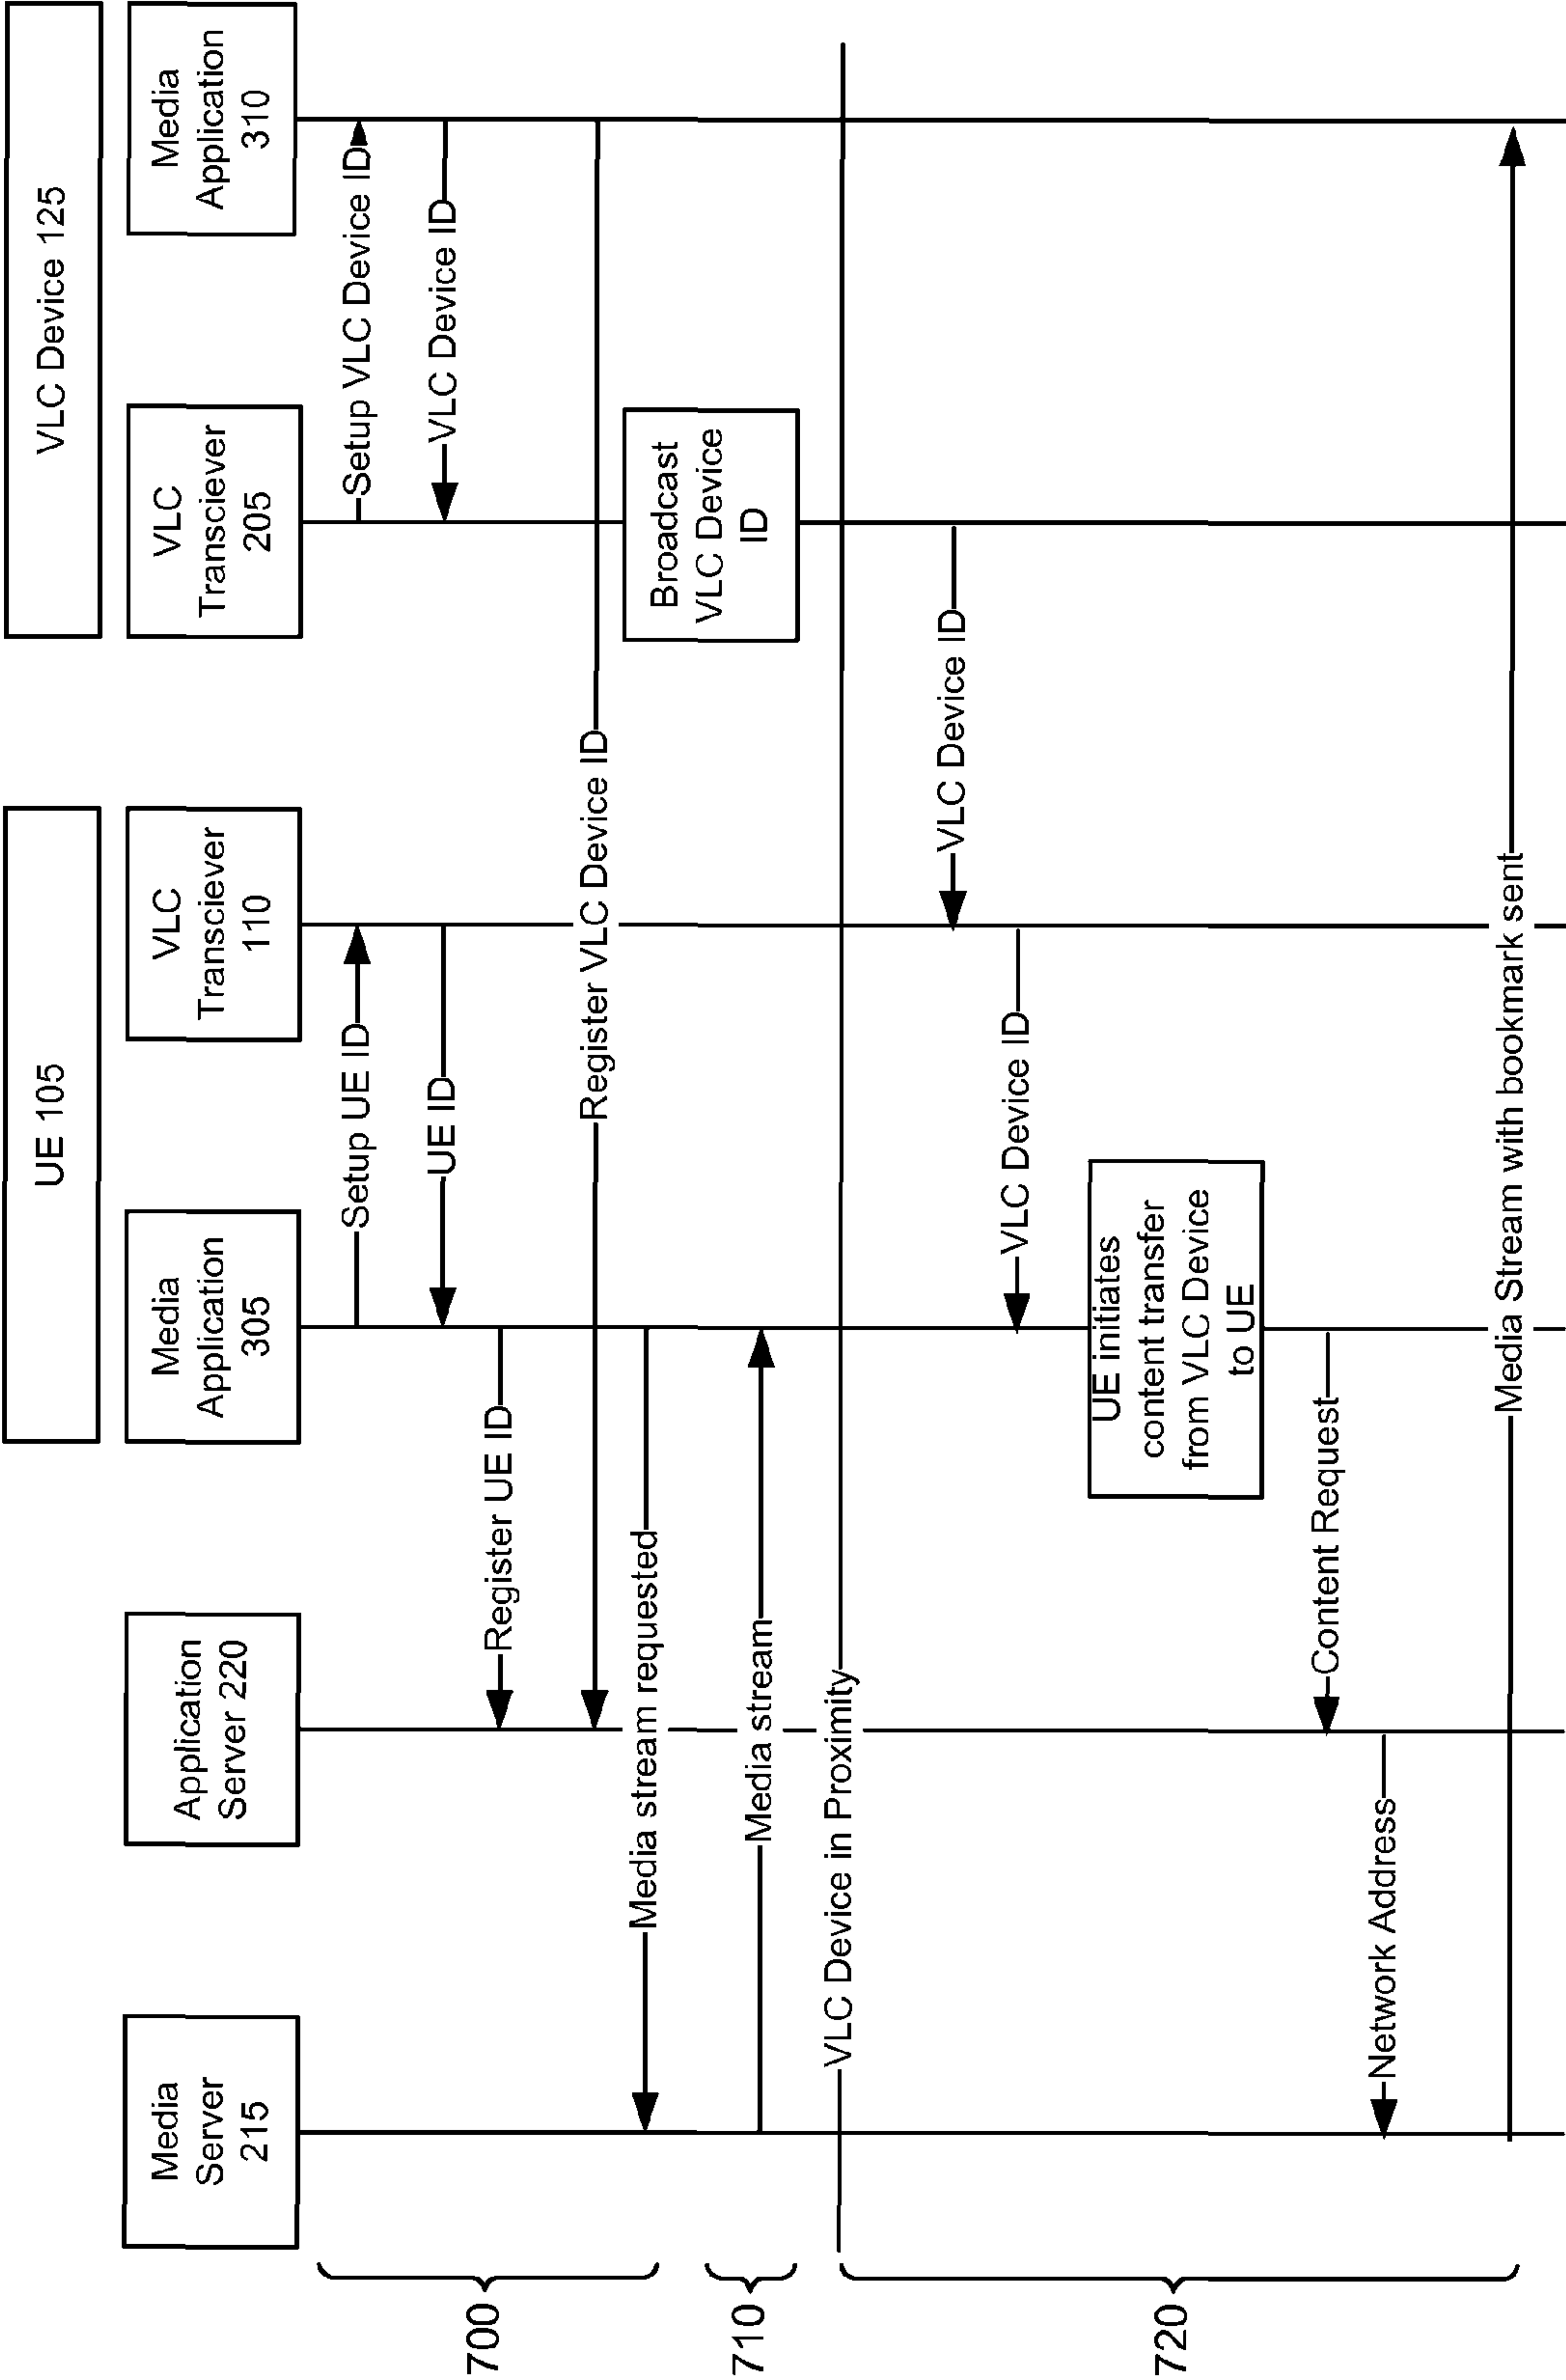 UE 105
VLC Device 125
Media
Server
215
Application
Server 220
Media
Application
305
VLC
Transciever
110
VLC
Transciever
205
Media
Application
310
Setup UE ID
Setup VLC Device ID
UE ID
VLC Device ID
Register UE ID
Register VLC Device ID
Media stream requested
Broadcast
VLC Device
ID
Media stream
VLC Device in Proximity
VLC Device ID
VLC Device ID
UE initiates
content transfer
from VLC Device
to UE
Content Request
Network Address
Media Stream with bookmark sent
700
710
720